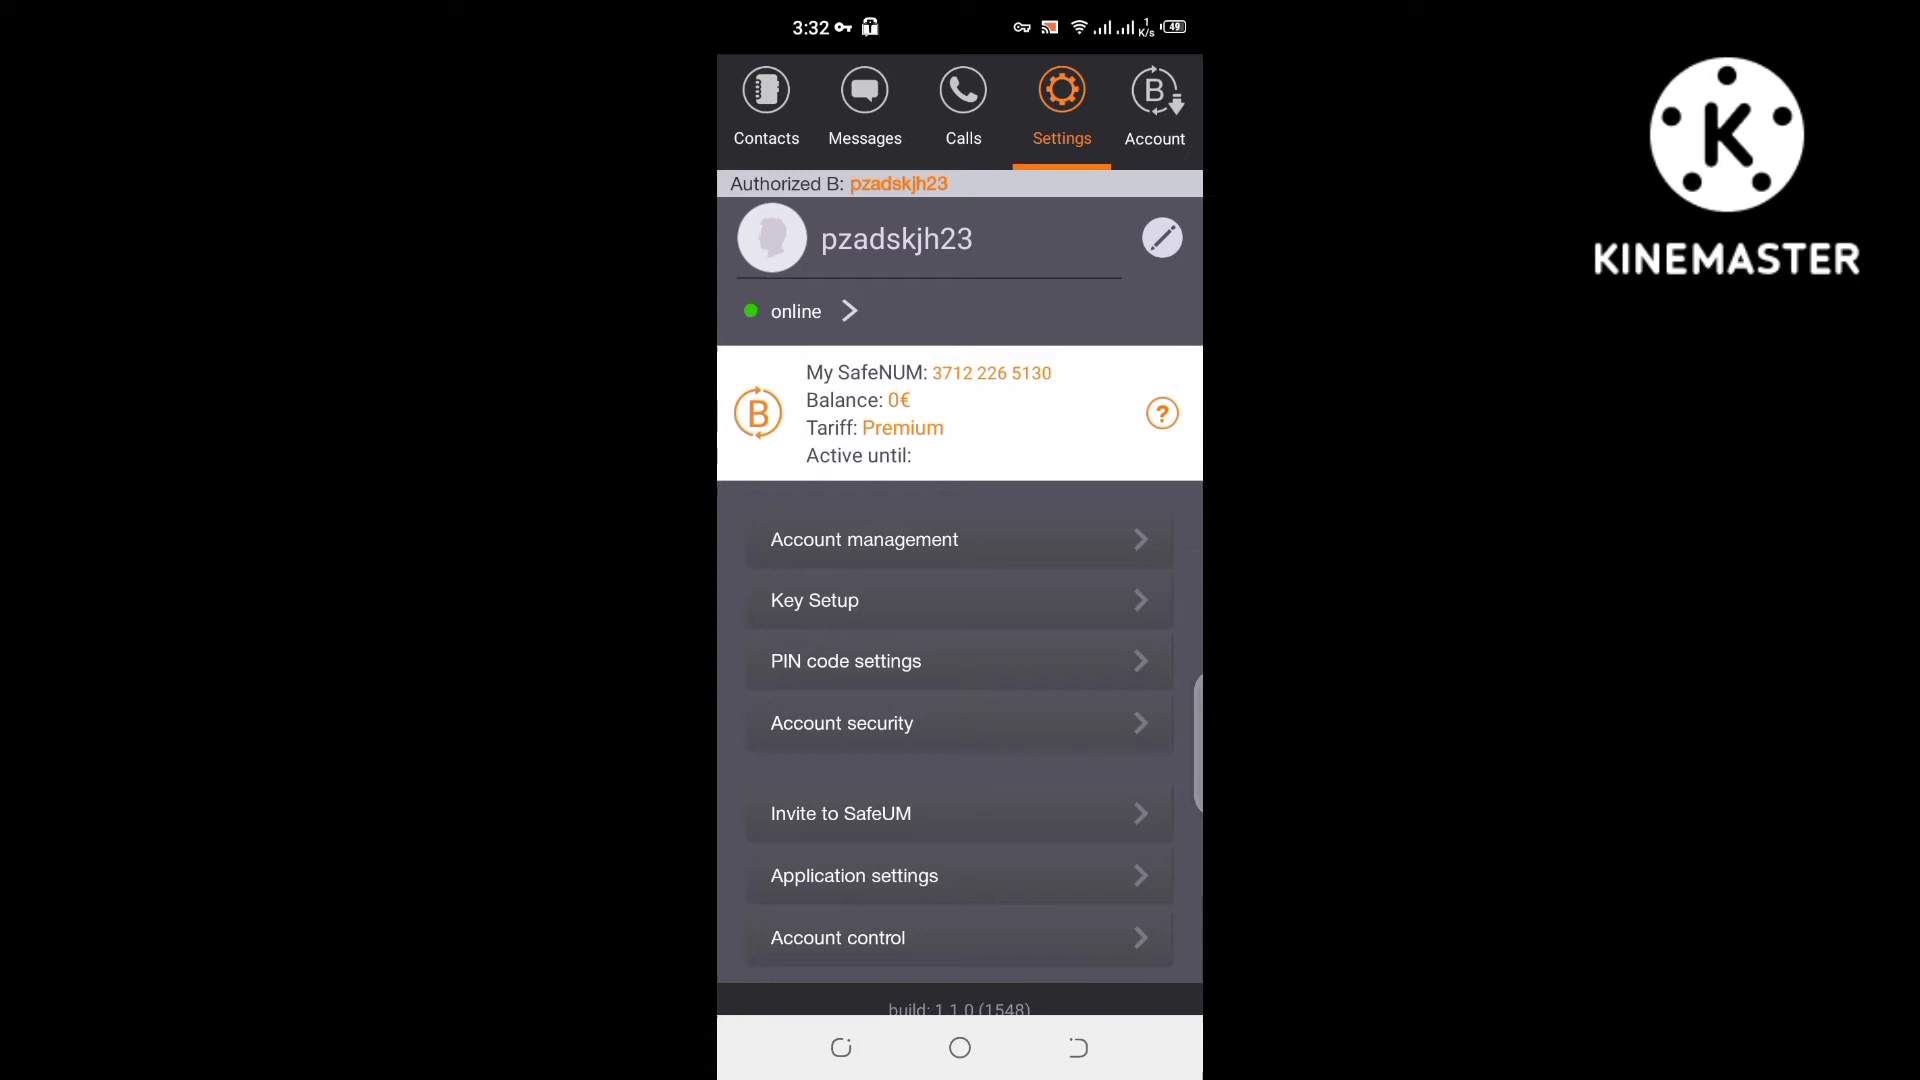 3:32
1
K/s
49
Contacts
Messages
Calls
Settings
B
Account
Authorized B: pzadskjh23
pzadskjh23
online
My SafeNUM: 3712 226 5130
B
Balance: 0€
?
Tariff: Premium
Active until:
Account management
Key Setup
PIN code settings
Account security
Invite to SafeUM
Application settings
Account control
build: 1.1.0 (1548)
K
KINEMASTER